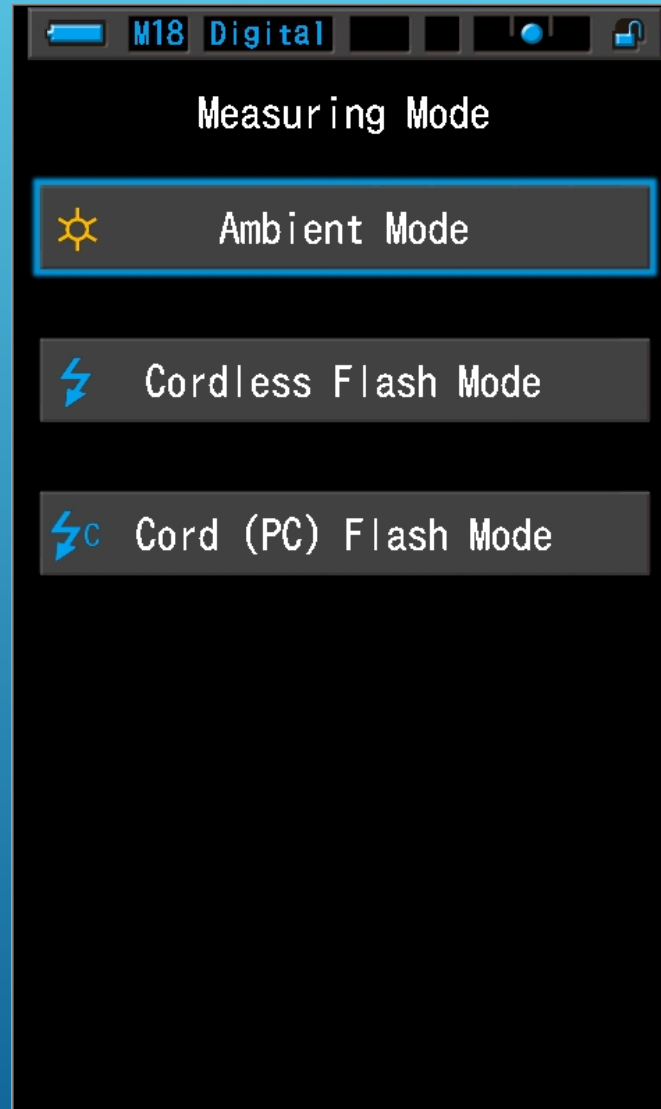 M18 Digital
Measuring Mode
Ambient Mode
Cordless Flash Mode
C Cord (PC) Flash Mode